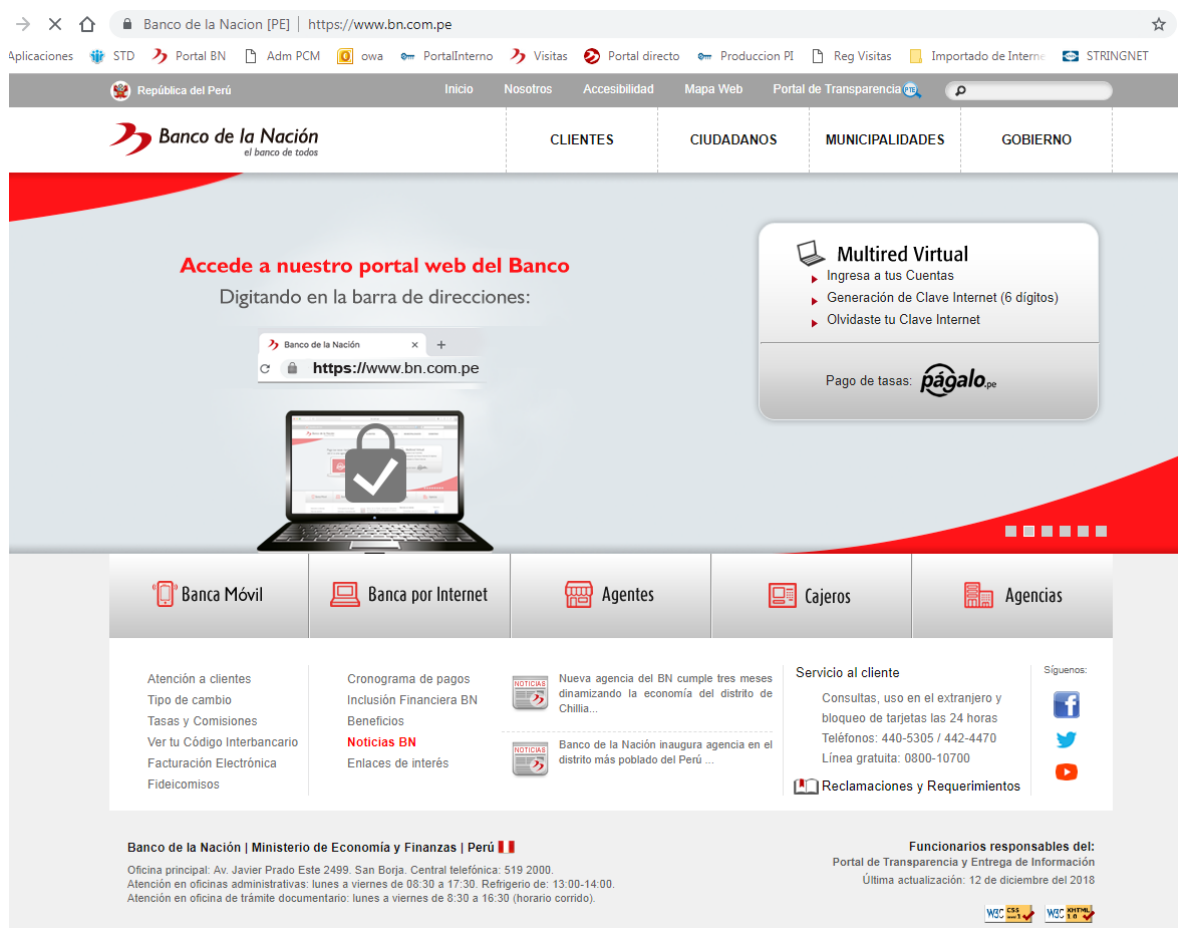 Banco de la Nacion [PE] | https://www.bn.com.pe
Aplicaciones STD Portal BN Adm PCM owa PortalInterno Visitas Portal directo Produccion PI Reg Visitas Importado de Interne STRINGNET
República del Perú Inicio Nosotros Accesibilidad Mapa Web Portal de Transparencia PTE
Banco de la Nación
el banco de todos
CLIENTES CIUDADANOS MUNICIPALIDADES GOBIERNO
Accede a nuestro portal web del Banco
Digitando en la barra de direcciones:
Banco de la Nación × +
https://www.bn.com.pe
Multired Virtual
Ingresa a tus Cuentas
Generación de Clave Internet (6 dígitos)
Olvidaste tu Clave Internet
Pago de tasas: págalo.pe
Banca Móvil Banca por Internet Agentes Cajeros Agencias
Atención a clientes
Tipo de cambio
Tasas y Comisiones
Ver tu Código Interbancario
Facturación Electrónica
Fideicomisos
Cronograma de pagos
Inclusión Financiera BN
Beneficios
Noticias BN
Enlaces de interés
NOTICIAS
Nueva agencia del BN cumple tres meses
dinamizando la economía del distrito de
Chillia...
NOTICIAS
Banco de la Nación inaugura agencia en el
distrito más poblado del Perú ...
Servicio al cliente
Consultas, uso en el extranjero y
bloqueo de tarjetas las 24 horas
Teléfonos: 440-
5305 / 442-4470
Línea gratuita: 0800-10700
Reclamaciones y Requerimientos
Síguenos:
Banco de la Nación | Ministerio de Economía y Finanzas | Perú
Oficina principal: Av. Javier Prado Este 2499. San Borja. Central telefónica: 519 2000.
Atención en oficinas administrativas: lunes a viernes de 08:30 a 17:30. Refrigerio de: 13:00-14:00.
Atención en oficina de trámite documentario: lunes a viernes de 8:30 a 16:30 (horario corrido).
Funcionarios responsables del:
Portal de Transparencia y Entrega de Información
Última actualización: 12 de diciembre del 2018
W3C CSS 1 W3C XHTML 1.0